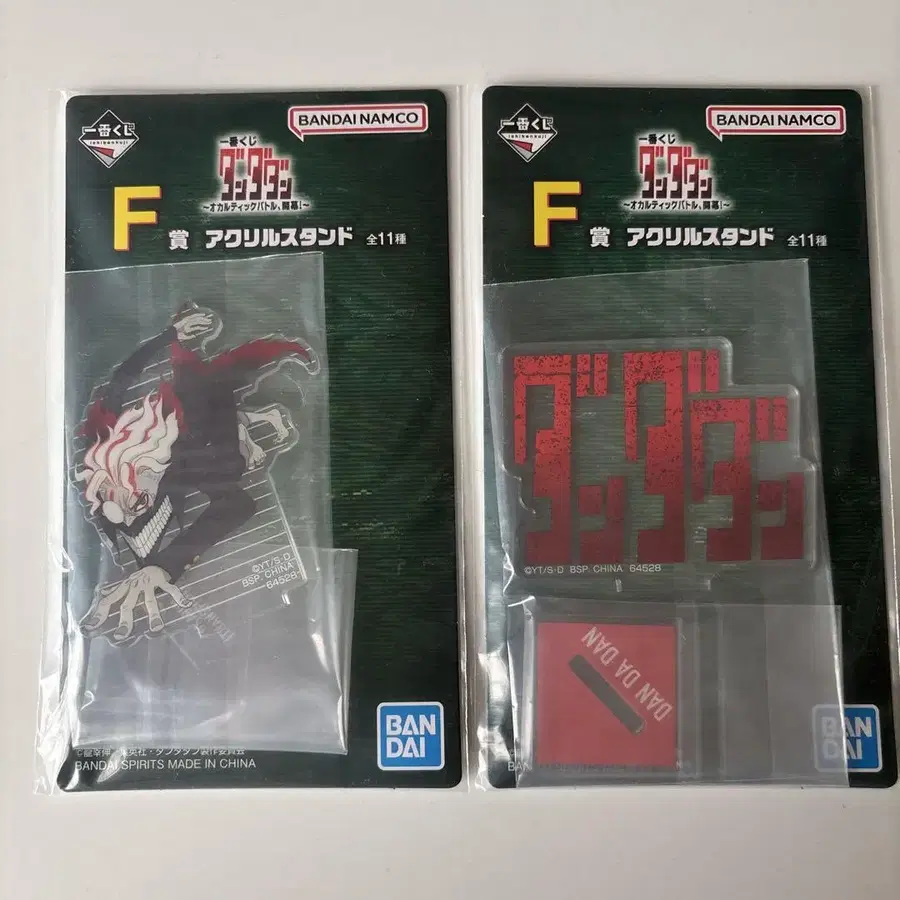 一番くじ
ichibankuji
BANDAI NAMCO
一番くじ
ダンダダン
～オカルティックバトル、開幕!～
F賞 アクリルスタンド 全11種
©YT/S・D
BSP. CHINA
64528
BANDAI SPIRITS MADE IN CHINA
BAN
DAI
一番くじ
ichibankuji
BANDAI NAMCO
一番くじ
ダンダダン
～オカルティックバトル、開幕!～
F賞 アクリルスタンド 全11種
ダンダダン
©YT/S・D BSP. CHINA 64528
DAN DA DAN
BAN
DAI